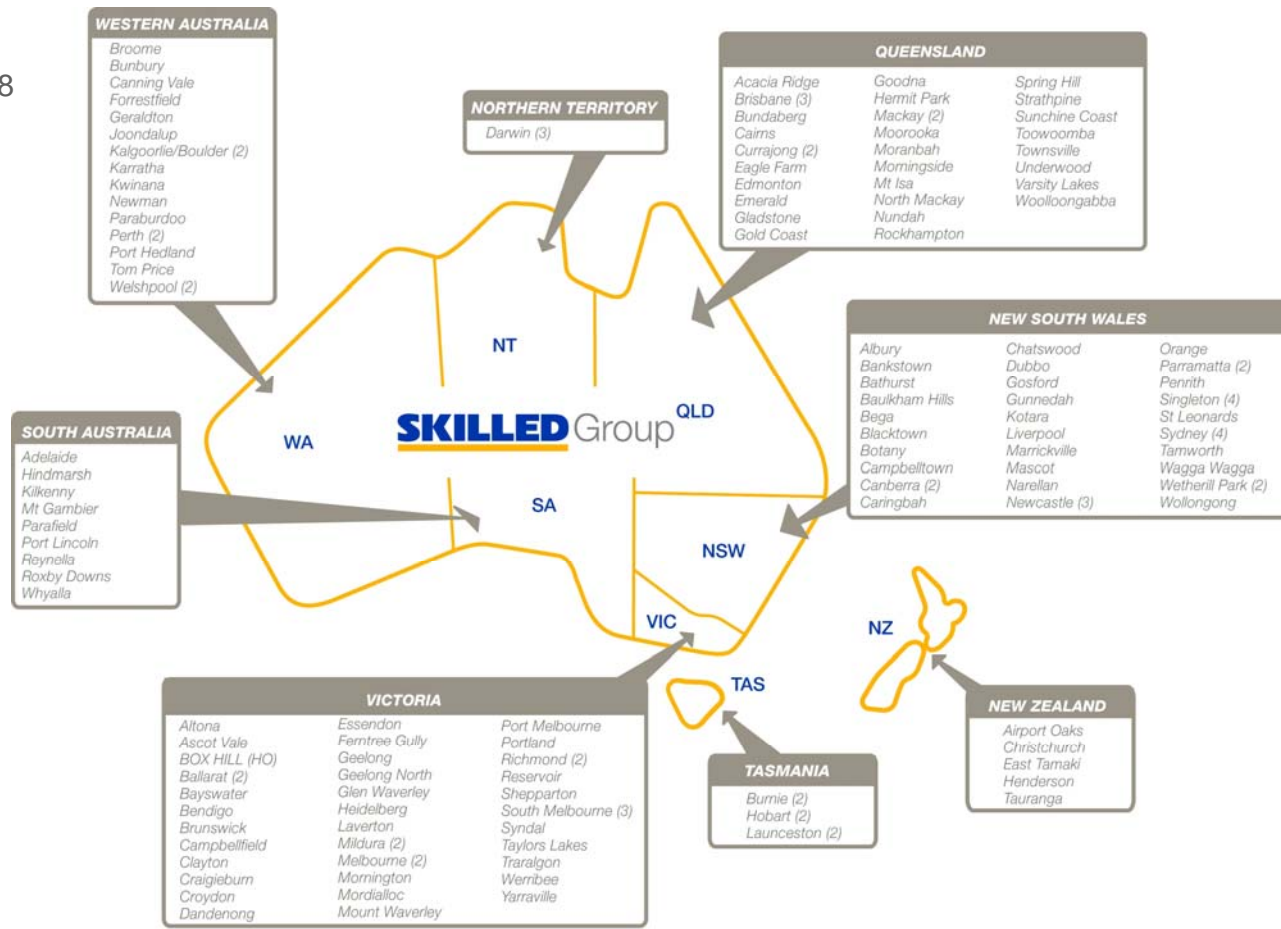 8
WESTERN AUSTRALIA
Broome
Bunbury
Canning Vale
Forrestfield
Geraldton
Joondalup
Kalgoorlie/Boulder (2)
Karratha
Kwinana
Newman
Paraburdoo
Perth (2)
Port Hedland
Tom Price
Welshpool (2)
NORTHERN TERRITORY
Darwin (3)
QUEENSLAND
Acacia Ridge
Brisbane (3)
Bundaberg
Cairns
Currajong (2)
Eagle Farm
Edmonton
Emerald
Gladstone
Gold Coast
Goodna
Hermit Park
Mackay (2)
Moorooka
Moranbah
Morningside
Mt Isa
North Mackay
Nundah
Rockhampton
Spring Hill
Strathpine
Sunchine Coast
Toowoomba
Townsville
Underwood
Varsity Lakes
Woolloongabba
NEW SOUTH WALES
Albury
Bankstown
Bathurst
Baulkham Hills
Bega
Blacktown
Botany
Campbelltown
Canberra (2)
Caringbah
Chatswood
Dubbo
Gosford
Gunnedah
Kotara
Liverpool
Marrickville
Mascot
Narellan
Newcastle (3)
Orange
Parramatta (2)
Penrith
Singleton (4)
St Leonards
Sydney (4)
Tamworth
Wagga Wagga
Wetherill Park (2)
Wollongong
SOUTH AUSTRALIA
Adelaide
Hindmarsh
Kilkenny
Mt Gambier
Parafield
Port Lincoln
Reynella
Roxby Downs
Whyalla
NT
WA
SKILLED Group
QLD
SA
NSW
VIC
NZ
TAS
VICTORIA
Altona
Ascot Vale
BOX HILL (HO)
Ballarat (2)
Bayswater
Bendigo
Brunswick
Campbellfield
Clayton
Craigieburn
Croydon
Dandenong
Essendon
Ferntree Gully
Geelong
Geelong North
Glen Waverley
Heidelberg
Laverton
Mildura (2)
Melbourne (2)
Mornington
Mordialloc
Mount Waverley
Port Melbourne
Portland
Richmond (2)
Reservoir
Shepparton
South Melbourne (3)
Syndal
Taylors Lakes
Traralgon
Werribee
Yarraville
TASMANIA
Burnie (2)
Hobart (2)
Launceston (2)
NEW ZEALAND
Airport Oaks
Christchurch
East Tamaki
Henderson
Tauranga